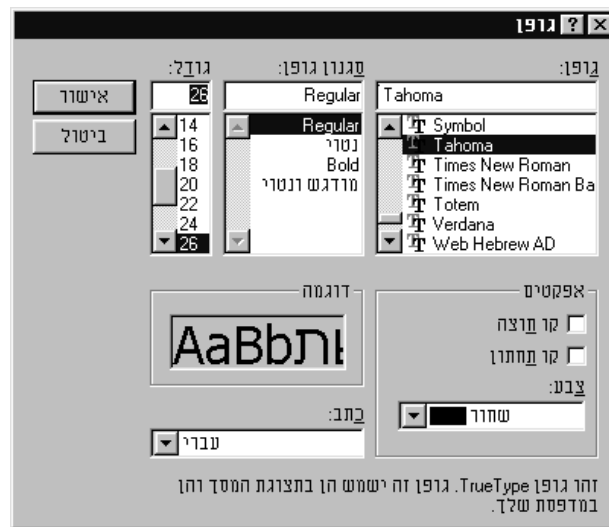 גופן
גופן:
סגנון גופן:
גודל:
Tahoma
Regular
26
אישור
ביטול
Symbol
Tahoma
Times New Roman
Times New Roman Ba
Totem
Verdana
Web Hebrew AD
Regular
נטוי
Bold
מודגש ונטוי
14
16
18
20
22
24
26
אפקטים
קו חוצה
קו תחתון
צבע:
שחור
דוגמה
AaBbת
כתב:
עברי
זהו גופן TrueType. גופן זה ישמש הן בתצוגת המסך והן
במדפסת שלך.